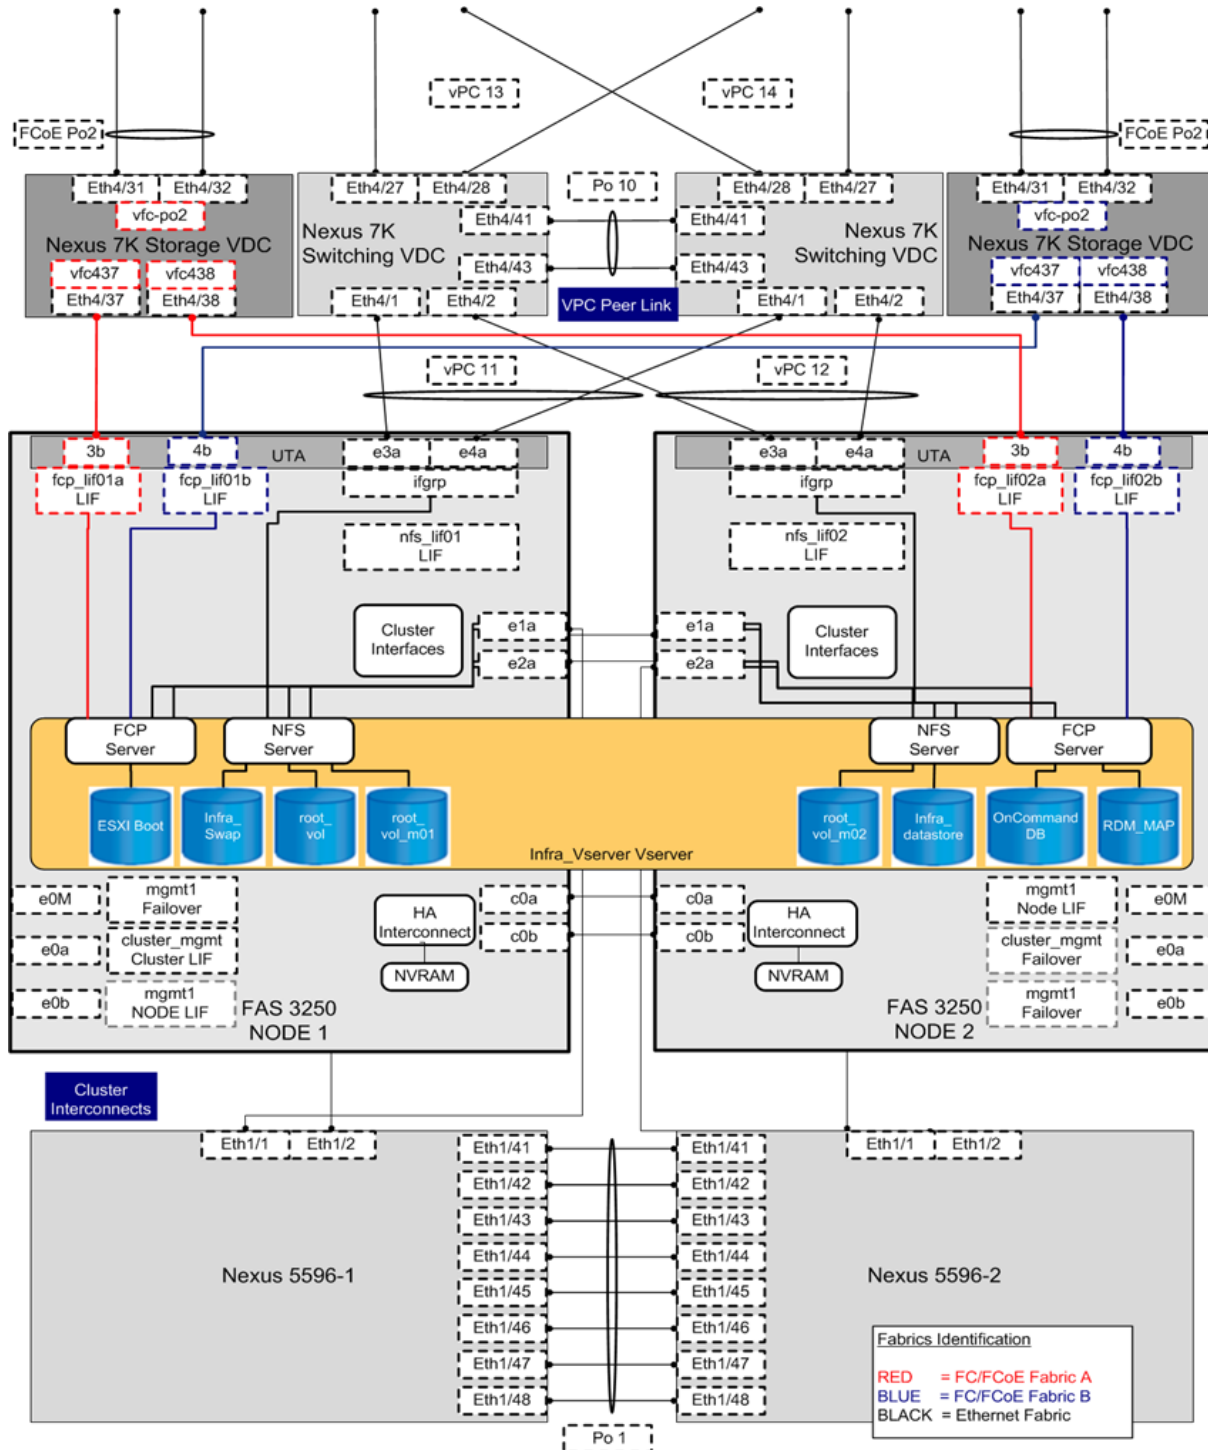 vPC 13
vPC 14
FCoE Po2
FCoE Po2
Eth4/31
Eth4/32
vfc-po2
Nexus 7K Storage VDC
vfc437
vfc438
Eth4/37
Eth4/38
Eth4/27
Eth4/28
Eth4/41
Nexus 7K
Switching VDC
Eth4/43
Eth4/1
Eth4/2
Po 10
VPC Peer Link
Eth4/28
Eth4/27
Eth4/41
Nexus 7K
Switching VDC
Eth4/43
Eth4/1
Eth4/2
Eth4/31
Eth4/32
vfc-po2
Nexus 7K Storage VDC
vfc437
vfc438
Eth4/37
Eth4/38
vPC 11
vPC 12
3b
4b
UTA
e3a
e4a
fcp_lif01a
LIF
fcp_lif01b
LIF
ifgrp
nfs_lif01
LIF
Cluster
Interfaces
e1a
e2a
e3a
e4a
UTA
3b
4b
ifgrp
fcp_lif02a
LIF
fcp_lif02b
LIF
nfs_lif02
LIF
e1a
e2a
Cluster
Interfaces
FCP
Server
NFS
Server
NFS
Server
FCP
Server
ESXI Boot
Infra_
Swap
root_
vol
root_
vol_m01
root_
vol_m02
Infra_
datastore
OnCommand
DB
RDM_MAP
Infra_Vserver Vserver
e0M
mgmt1
Failover
e0a
cluster_mgmt
Cluster LIF
e0b
mgmt1
NODE LIF
HA
Interconnect
NVRAM
c0a
c0b
FAS 3250
NODE 1
c0a
c0b
HA
Interconnect
NVRAM
mgmt1
Node LIF
e0M
cluster_mgmt
Failover
e0a
mgmt1
Failover
e0b
FAS 3250
NODE 2
Cluster
Interconnects
Eth1/1
Eth1/2
Eth1/41
Eth1/42
Eth1/43
Eth1/44
Eth1/45
Eth1/46
Eth1/47
Eth1/48
Nexus 5596-1
Eth1/1
Eth1/2
Eth1/41
Eth1/42
Eth1/43
Eth1/44
Eth1/45
Eth1/46
Eth1/47
Eth1/48
Nexus 5596-2
Po 1
Fabrics Identification
RED = FC/FCoE Fabric A
BLUE = FC/FCoE Fabric B
BLACK = Ethernet Fabric